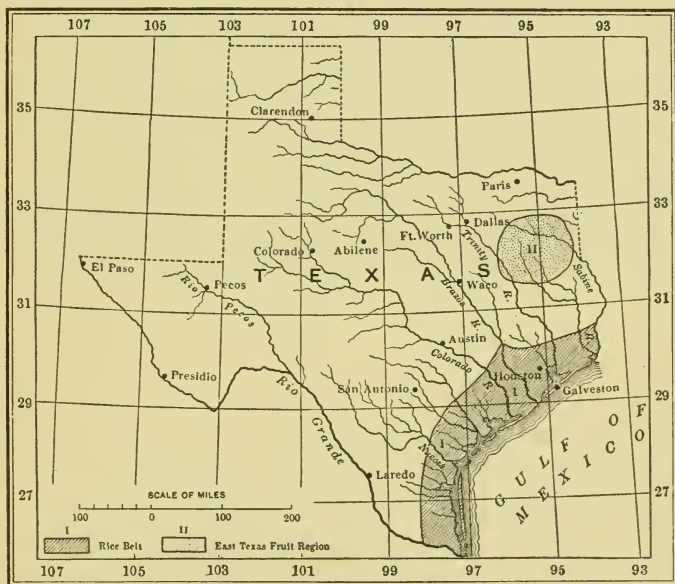 107 105 103 101 99 97 95 93
35 35
Clarendon
33 33
Paris
Dallas
Ft. Worth
Trinity R.
II
Colorado
Abilene
TEXAS
El Paso
Pecos
Rio Pecos
Brazos R.
Waco
Sabine R.
31 31
Austin
Colorado R.
Houston
I
Presidio
Rio Grande
San Antonio
Galveston
29 29
I
Nueces
GULF OF
MEXICO
Laredo
27 27
SCALE OF MILES
100 0 100 200
I II
Rice Belt East Texas Fruit Region
107 105 103 101 99 97 95 93